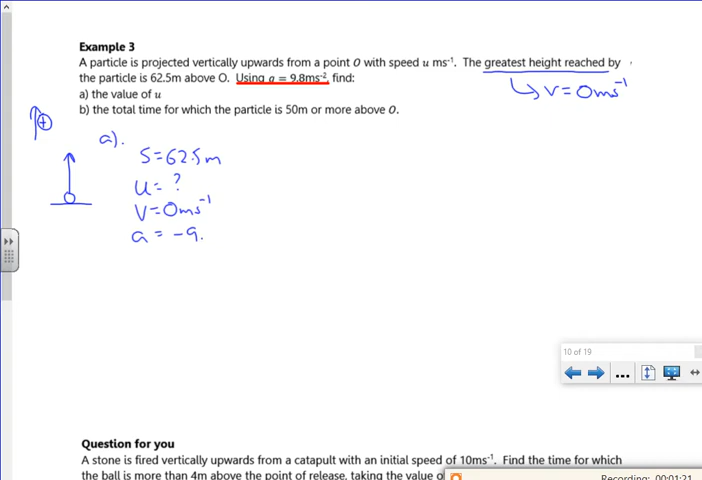 Example 3
A particle is projected vertically upwards from a point O with speed u ms⁻¹. The greatest height reached by
the particle is 62.5m above O. Using a = 9.8ms⁻², find:
a) the value of u
b) the total time for which the particle is 50m or more above O.
↳ v = 0ms⁻¹
+
a).
S = 62.5m
u = ?
v = 0ms⁻¹
a = -9.
10 of 19
...
Question for you
A stone is fired vertically upwards from a catapult with an initial speed of 10ms⁻¹. Find the time for which
the ball is more than 4m above the point of release, taking the value o
Recording: 00:01:21